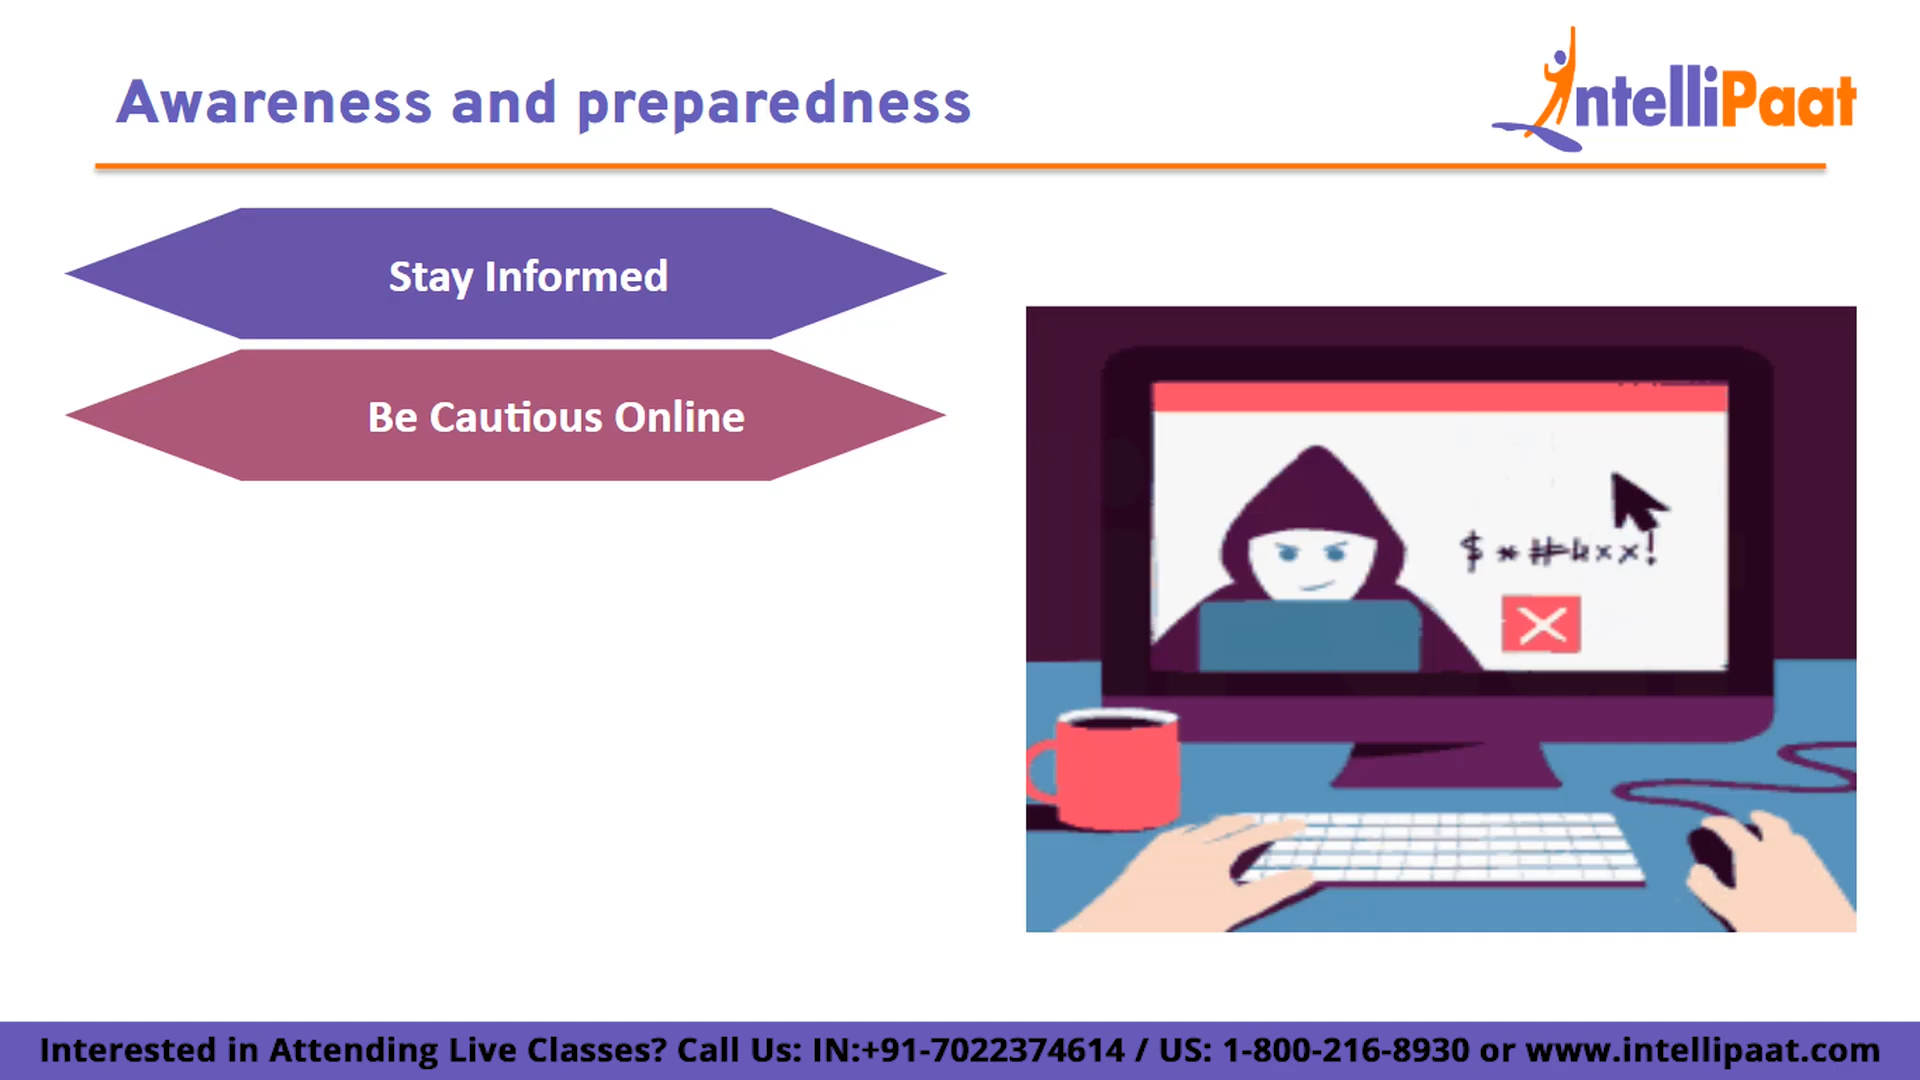 Awareness and preparedness
IntelliPaat
Stay Informed
Be Cautious Online
$*#kxx!
Interested in Attending Live Classes? Call Us: IN:+91-7022374614 / US: 1-800-216-8930 or www.intellipaat.com